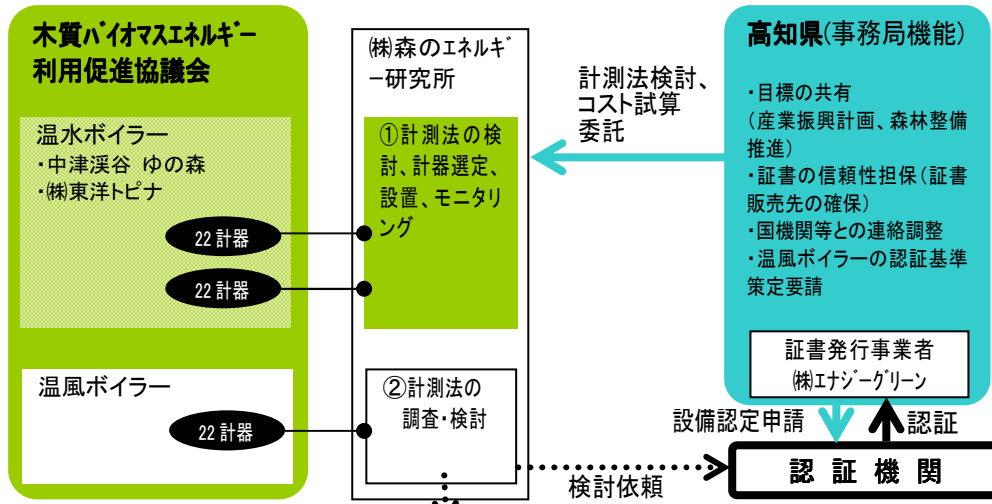 木質ﾊﾞｲｵﾏｽｴﾈﾙｷﾞｰ
利用促進協議会
温水ボイラー
・中津渓谷 ゆの森
・㈱東洋トピナ
22 計器
22 計器
温風ボイラー
22 計器
㈱森のエネルギ
ー研究所
①計測法の検
討、計器選定、
設置、モニタリ
ング
②計測法の
調査・検討
計測法検討、
コスト試算
委託
高知県(事務局機能)
・目標の共有
(産業振興計画、森林整備
推進)
・証書の信頼性担保(証書
販売先の確保)
・国機関等との連絡調整
・温風ボイラーの認証基準
策定要請
証書発行事業者
㈱エナジーグリーン
設備認定申請
認証
認 証 機 関
検討依頼